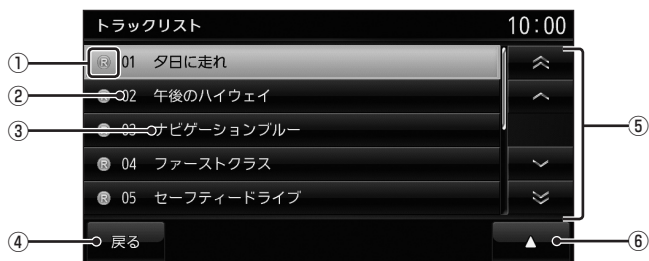 トラックリスト 10:00
① Ⓡ 01 夕日に走れ
② Ⓡ 02 午後のハイウェイ
③ Ⓡ 03 ナビゲーションブルー ⑤
Ⓡ 04 ファーストクラス
Ⓡ 05 セーフティードライブ
④ 戻る ▲ ⑥